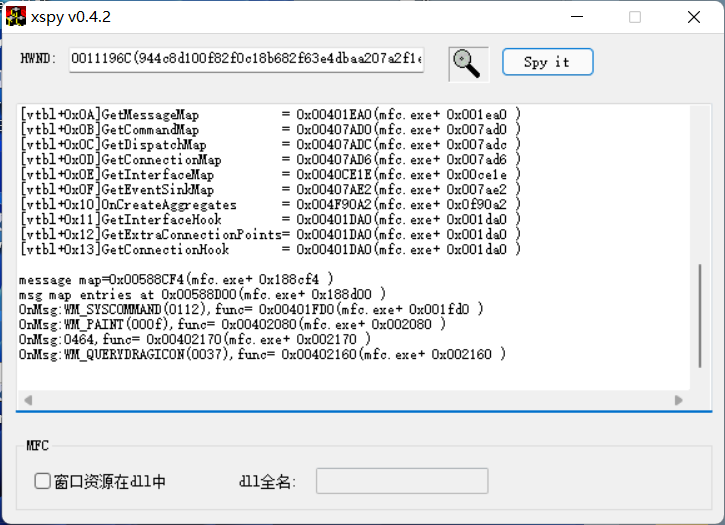 xspy v0.4.2
HWND: 0011196C(944c8d100f82f0c18b682f63e4dbaa207a2f1e
Spy it
[vtbl+0x0A]GetMessageMap = 0x00401EA0(mfc.exe+ 0x001ea0 )
[vtbl+0x0B]GetCommandMap = 0x00407AD0(mfc.exe+ 0x007ad0 )
[vtbl+0x0C]GetDispatchMap = 0x00407ADC(mfc.exe+ 0x007adc )
[vtbl+0x0D]GetConnectionMap = 0x00407AD6(mfc.exe+ 0x007ad6 )
[vtbl+0x0E]GetInterfaceMap = 0x0040CE1E(mfc.exe+ 0x00ce1e )
[vtbl+0x0F]GetEventSinkMap = 0x00407AE2(mfc.exe+ 0x007ae2 )
[vtbl+0x10]OnCreateAggregates = 0x004F90A2(mfc.exe+ 0x0f90a2 )
[vtbl+0x11]GetInterfaceHook = 0x00401DA0(mfc.exe+ 0x001da0 )
[vtbl+0x12]GetExtraConnectionPoints= 0x00401DA0(mfc.exe+ 0x001da0 )
[vtbl+0x13]GetConnectionHook = 0x00401DA0(mfc.exe+ 0x001da0 )
message map=0x00588CF4(mfc.exe+ 0x188cf4 )
msg map entries at 0x00588D00(mfc.exe+ 0x188d00 )
OnMsg:WM_SYSCOMMAND(0112),func= 0x00401FD0(mfc.exe+ 0x001fd0 )
OnMsg:WM_PAINT(000f),func= 0x00402080(mfc.exe+ 0x002080 )
OnMsg:0464,func= 0x00402170(mfc.exe+ 0x002170 )
OnMsg:WM_QUERYDRAGICON(0037),func= 0x00402160(mfc.exe+ 0x002160 )
MFC
窗口资源在dll中 dll全名: